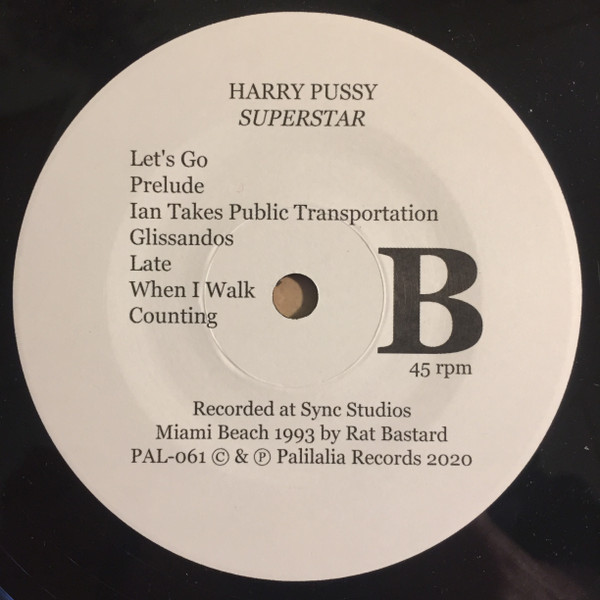 HARRY PUSSY
SUPERSTAR
Let's Go
Prelude
Ian Takes Public Transportation
Glissandos
Late
When I Walk
Counting
B
45 rpm
Recorded at Sync Studios
Miami Beach 1993 by Rat Bastard
PAL-061 © & ℗ Palilalia Records 2020